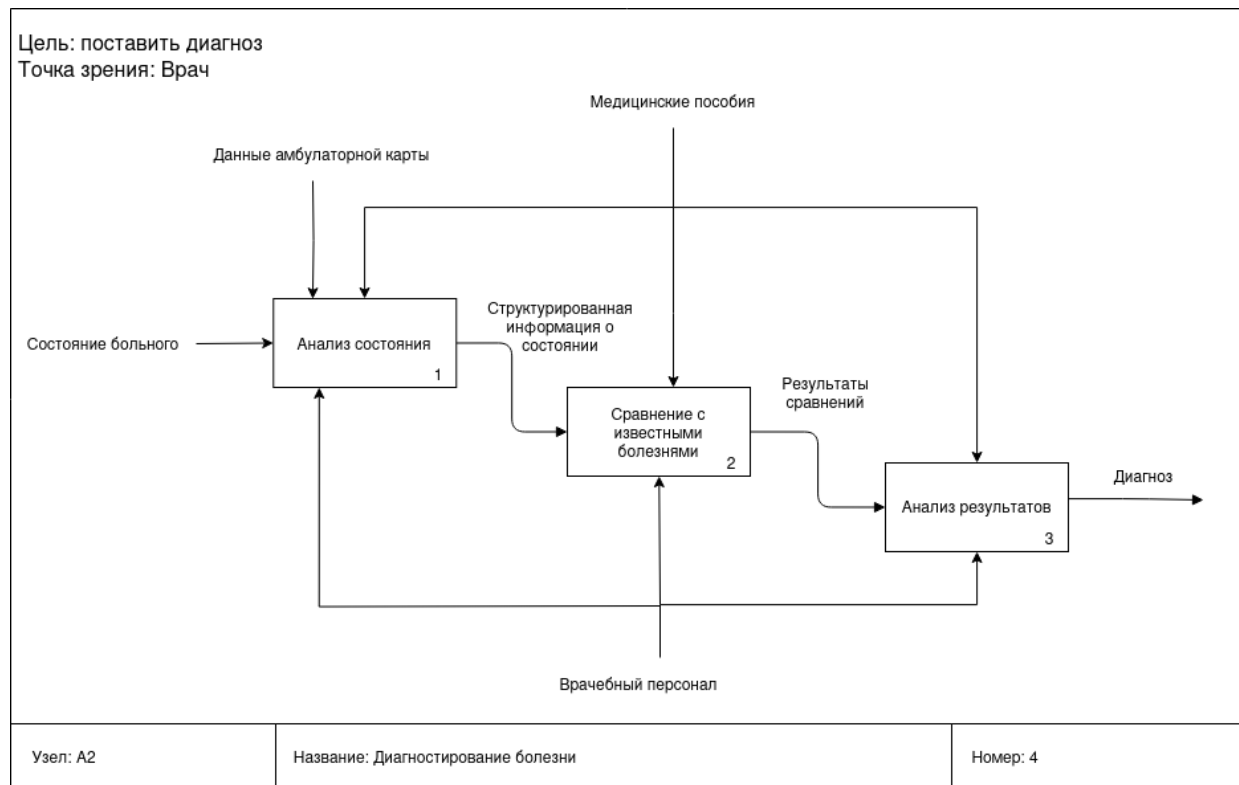 Цель: поставить диагноз
Точка зрения: Врач
Медицинские пособия
Данные амбулаторной карты
Состояние больного
Анализ состояния
1
Структурированная
информация о
состоянии
Сравнение с
известными
болезнями
2
Результаты
сравнений
Анализ результатов
3
Диагноз
Врачебный персонал
Узел: А2
Название: Диагностирование болезни
Номер: 4